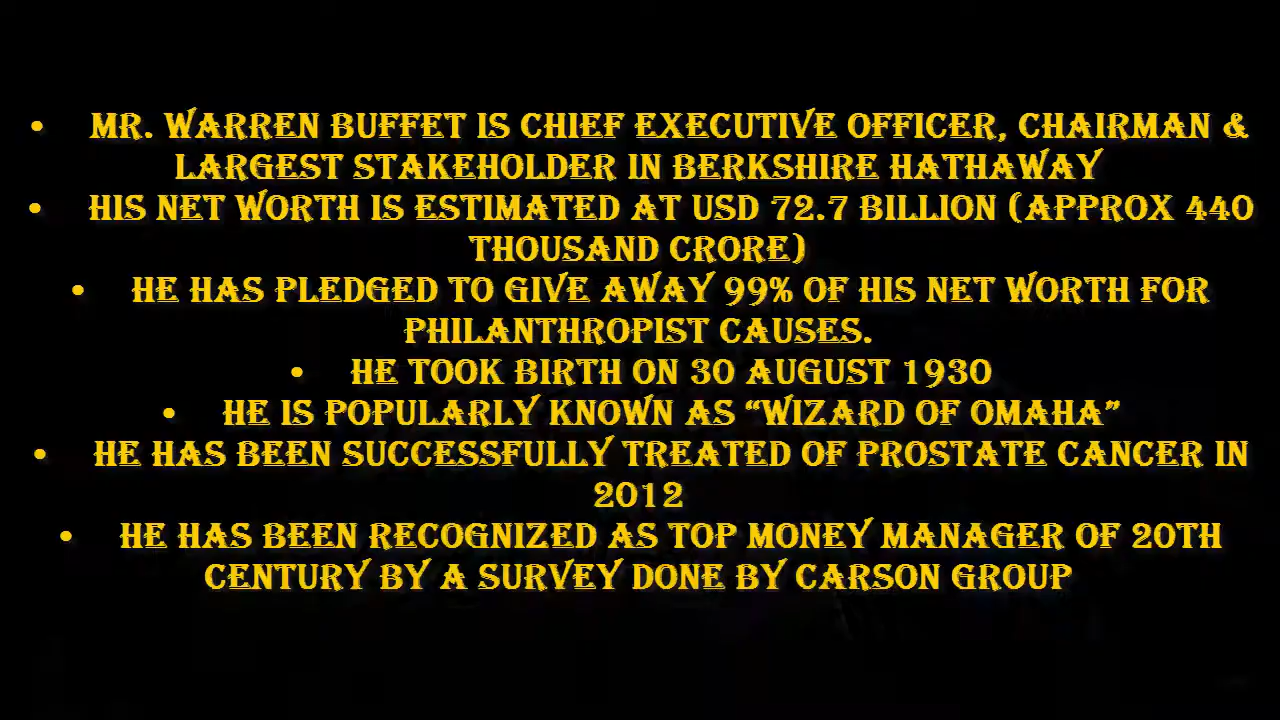 • MR. WARREN BUFFET IS CHIEF EXECUTIVE OFFICER, CHAIRMAN &
LARGEST STAKEHOLDER IN BERKSHIRE HATHAWAY
• HIS NET WORTH IS ESTIMATED AT USD 72.7 BILLION (APPROX 440
THOUSAND CRORE)
• HE HAS PLEDGED TO GIVE AWAY 99% OF HIS NET WORTH FOR
PHILANTHROPIST CAUSES.
• HE TOOK BIRTH ON 30 AUGUST 1930
• HE IS POPULARLY KNOWN AS “WIZARD OF OMAHA”
• HE HAS BEEN SUCCESSFULLY TREATED OF PROSTATE CANCER IN
2012
• HE HAS BEEN RECOGNIZED AS TOP MONEY MANAGER OF 20TH
CENTURY BY A SURVEY DONE BY CARSON GROUP